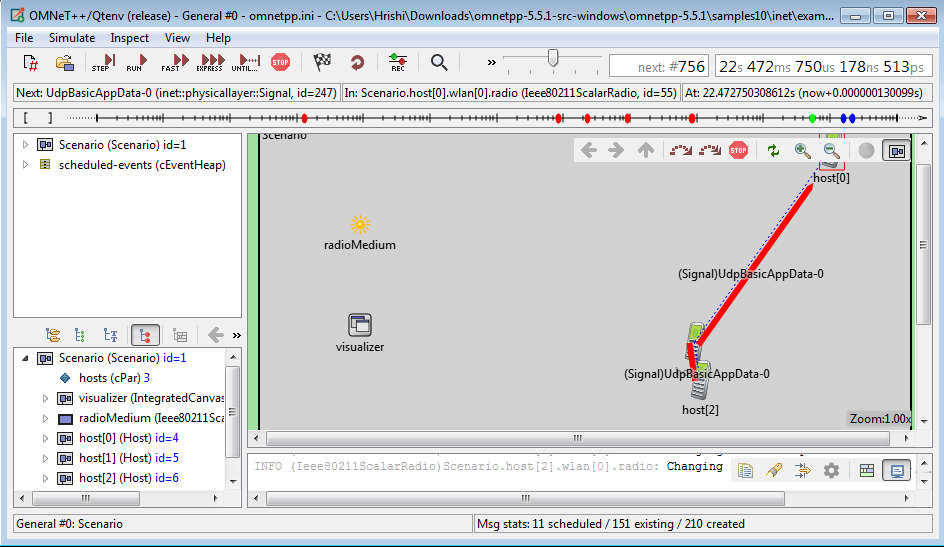 OMNeT++/Qtenv (release) - General #0 - omnetpp.ini - C:\Users\Hrishi\Downloads\omnetpp-5.5.1-src-windows\omnetpp-5.5.1\samples10\inet\exam...
File Simulate Inspect View Help
STEP RUN FAST EXPRESS UNTIL... STOP REC » next: #756 22s 472ms 750us 178ns 513ps
Next: UdpBasicAppData-0 (inet::physicallayer::Signal, id=247) In: Scenario.host[0].wlan[0].radio (Ieee80211ScalarRadio, id=55) At: 22.472750308612s (now+0.000000130099s)
Scenario (Scenario) id=1
scheduled-events (cEventHeap)
»
Scenario (Scenario) id=1
hosts (cPar) 3
visualizer (IntegratedCanvas
radioMedium (Ieee80211Sca
host[0] (Host) id=4
host[1] (Host) id=5
host[2] (Host) id=6
Scenario
STOP
host[0]
radioMedium
(Signal)UdpBasicAppData-0
visualizer
(Signal)UdpBasicAppData-0
host[2]
Zoom:1.00x
INFO (Ieee80211ScalarRadio)Scenario.host[2].wlan[0].radio: Changing
General #0: Scenario
Msg stats: 11 scheduled / 151 existing / 210 created